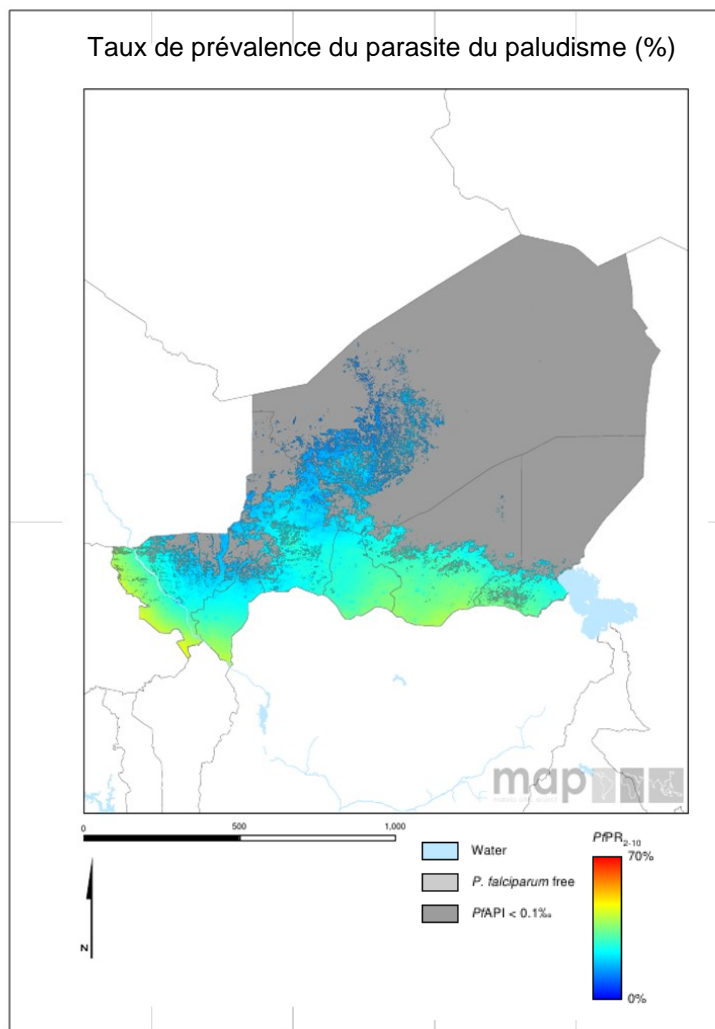 Taux de prévalence du parasite du paludisme (%)
map
0 500 1,000
Water
P. falciparum free
PfAPI < 0.1‰
PfPR2-10
70%
0%
N